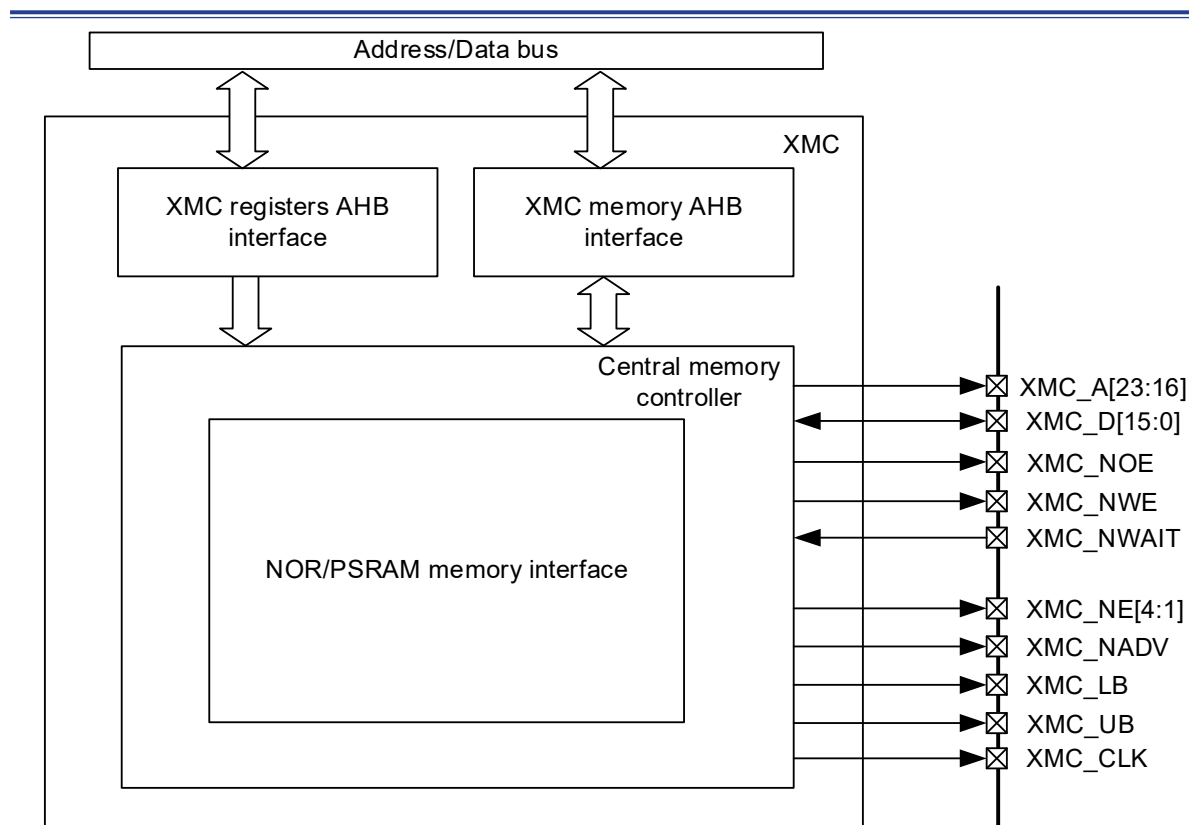 Address/Data bus
XMC
XMC registers AHB
interface
XMC memory AHB
interface
Central memory
controller
NOR/PSRAM memory interface
XMC_A[23:16]
XMC_D[15:0]
XMC_NOE
XMC_NWE
XMC_NWAIT
XMC_NE[4:1]
XMC_NADV
XMC_LB
XMC_UB
XMC_CLK